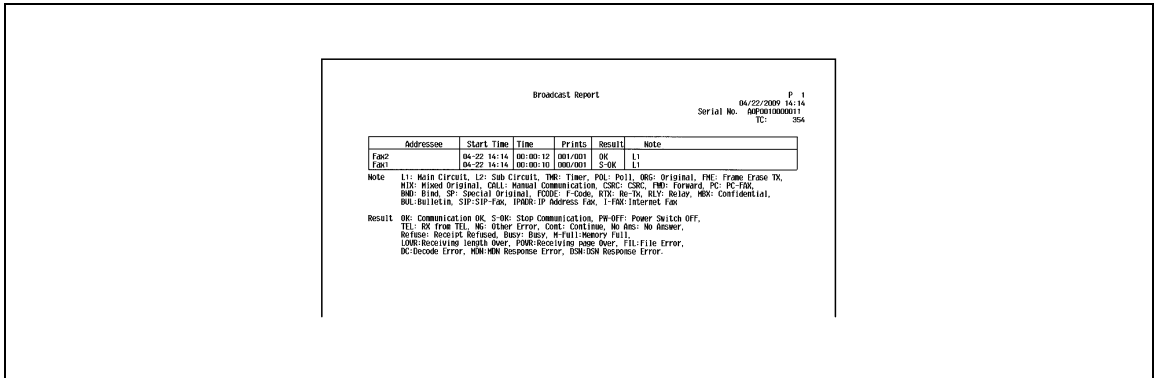 Broadcast Report
P 1
04/22/2009 14:14
Serial No. A0P0010000011
TC: 354
Addressee Start Time Time Prints Result Note
Fax2 04-22 14:14 00:00:12 001/001 OK L1
Fax1 04-22 14:14 00:00:10 000/001 S-OK L1
Note L1: Main Circuit, L2: Sub Circuit, TMR: Timer, POL: Poll, ORG: Original, FME: Frame Erase TX,
MIX: Mixed Original, CALL: Manual Communication, CSRC: CSRC, FWD: Forward, PC: PC-FAX,
BND: Bind, SP: Special Original, FCODE: F-Code, RTX: Re-Tx, RLY: Relay, MBX: Confidential,
BUL:Bulletin, SIP:SIP-Fax, IPADR:IP Address Fax, I-FAX:Internet Fax
Result OK: Communication OK, S-OK: Stop Communication, PW-OFF: Power Switch OFF,
TEL: RX from TEL, NG: Other Error, Cont: Continue, No Ans: No Answer,
Refuse: Receipt Refused, Busy: Busy, M-Full:Memory Full,
LOVR:Receiving length Over, POVR:Receiving page Over, FIL:File Error,
DC:Decode Error, MDN:MDN Response Error, DSN:DSN Response Error.